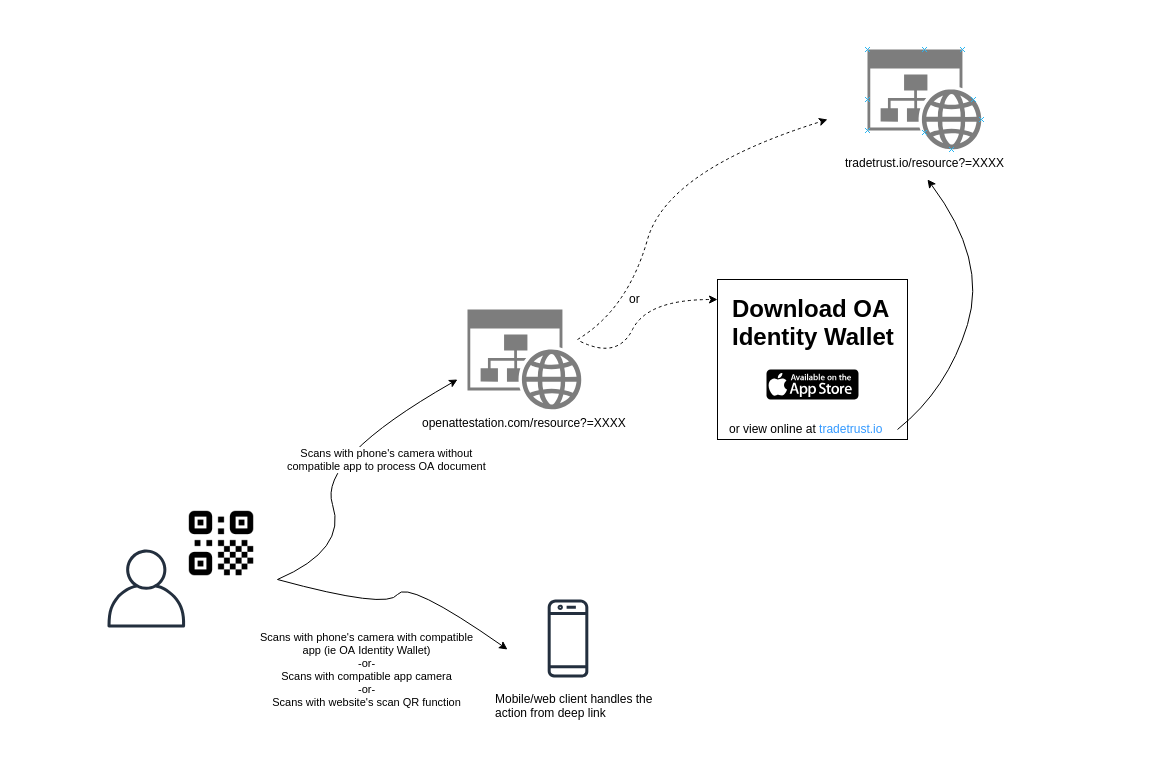 tradetrust.io/resource?=XXXX
or
Download OA
Identity Wallet
Available on the
App Store
or view online at tradetrust.io
openattestation.com/resource?=XXXX
Scans with phone's camera without
compatible app to process OA document
Scans with phone's camera with compatible
app (ie OA Identity Wallet)
-or-
Scans with compatible app camera
-or-
Scans with website's scan QR function
Mobile/web client handles the
action from deep link